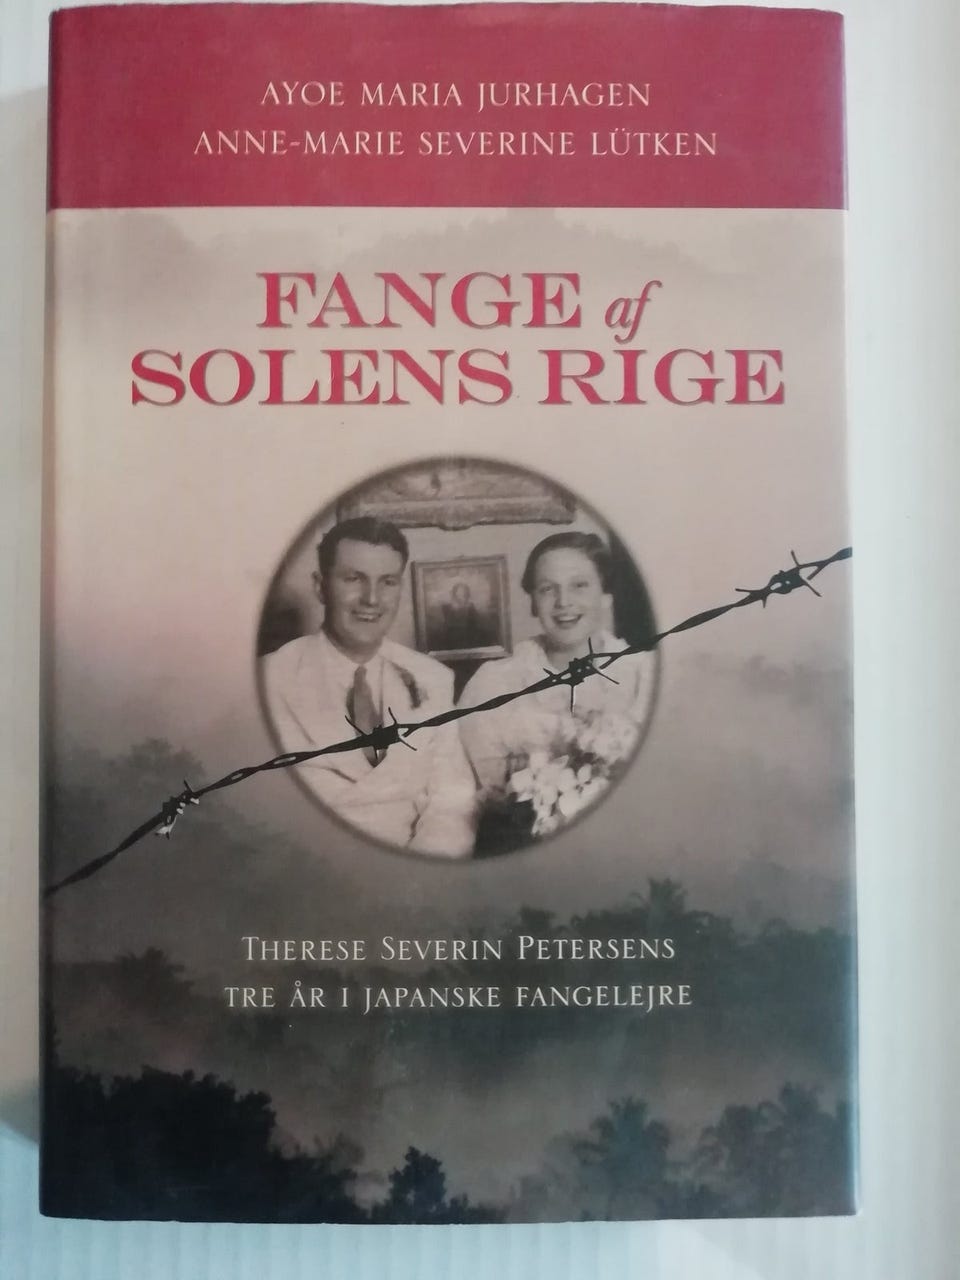 AYOE MARIA JURHAGEN
ANNE-MARIE SEVERINE LÜTKEN
FANGE af
SOLENS RIGE
THERESE SEVERIN PETERSENS
TRE ÅR I JAPANSKE FANGELEJRE